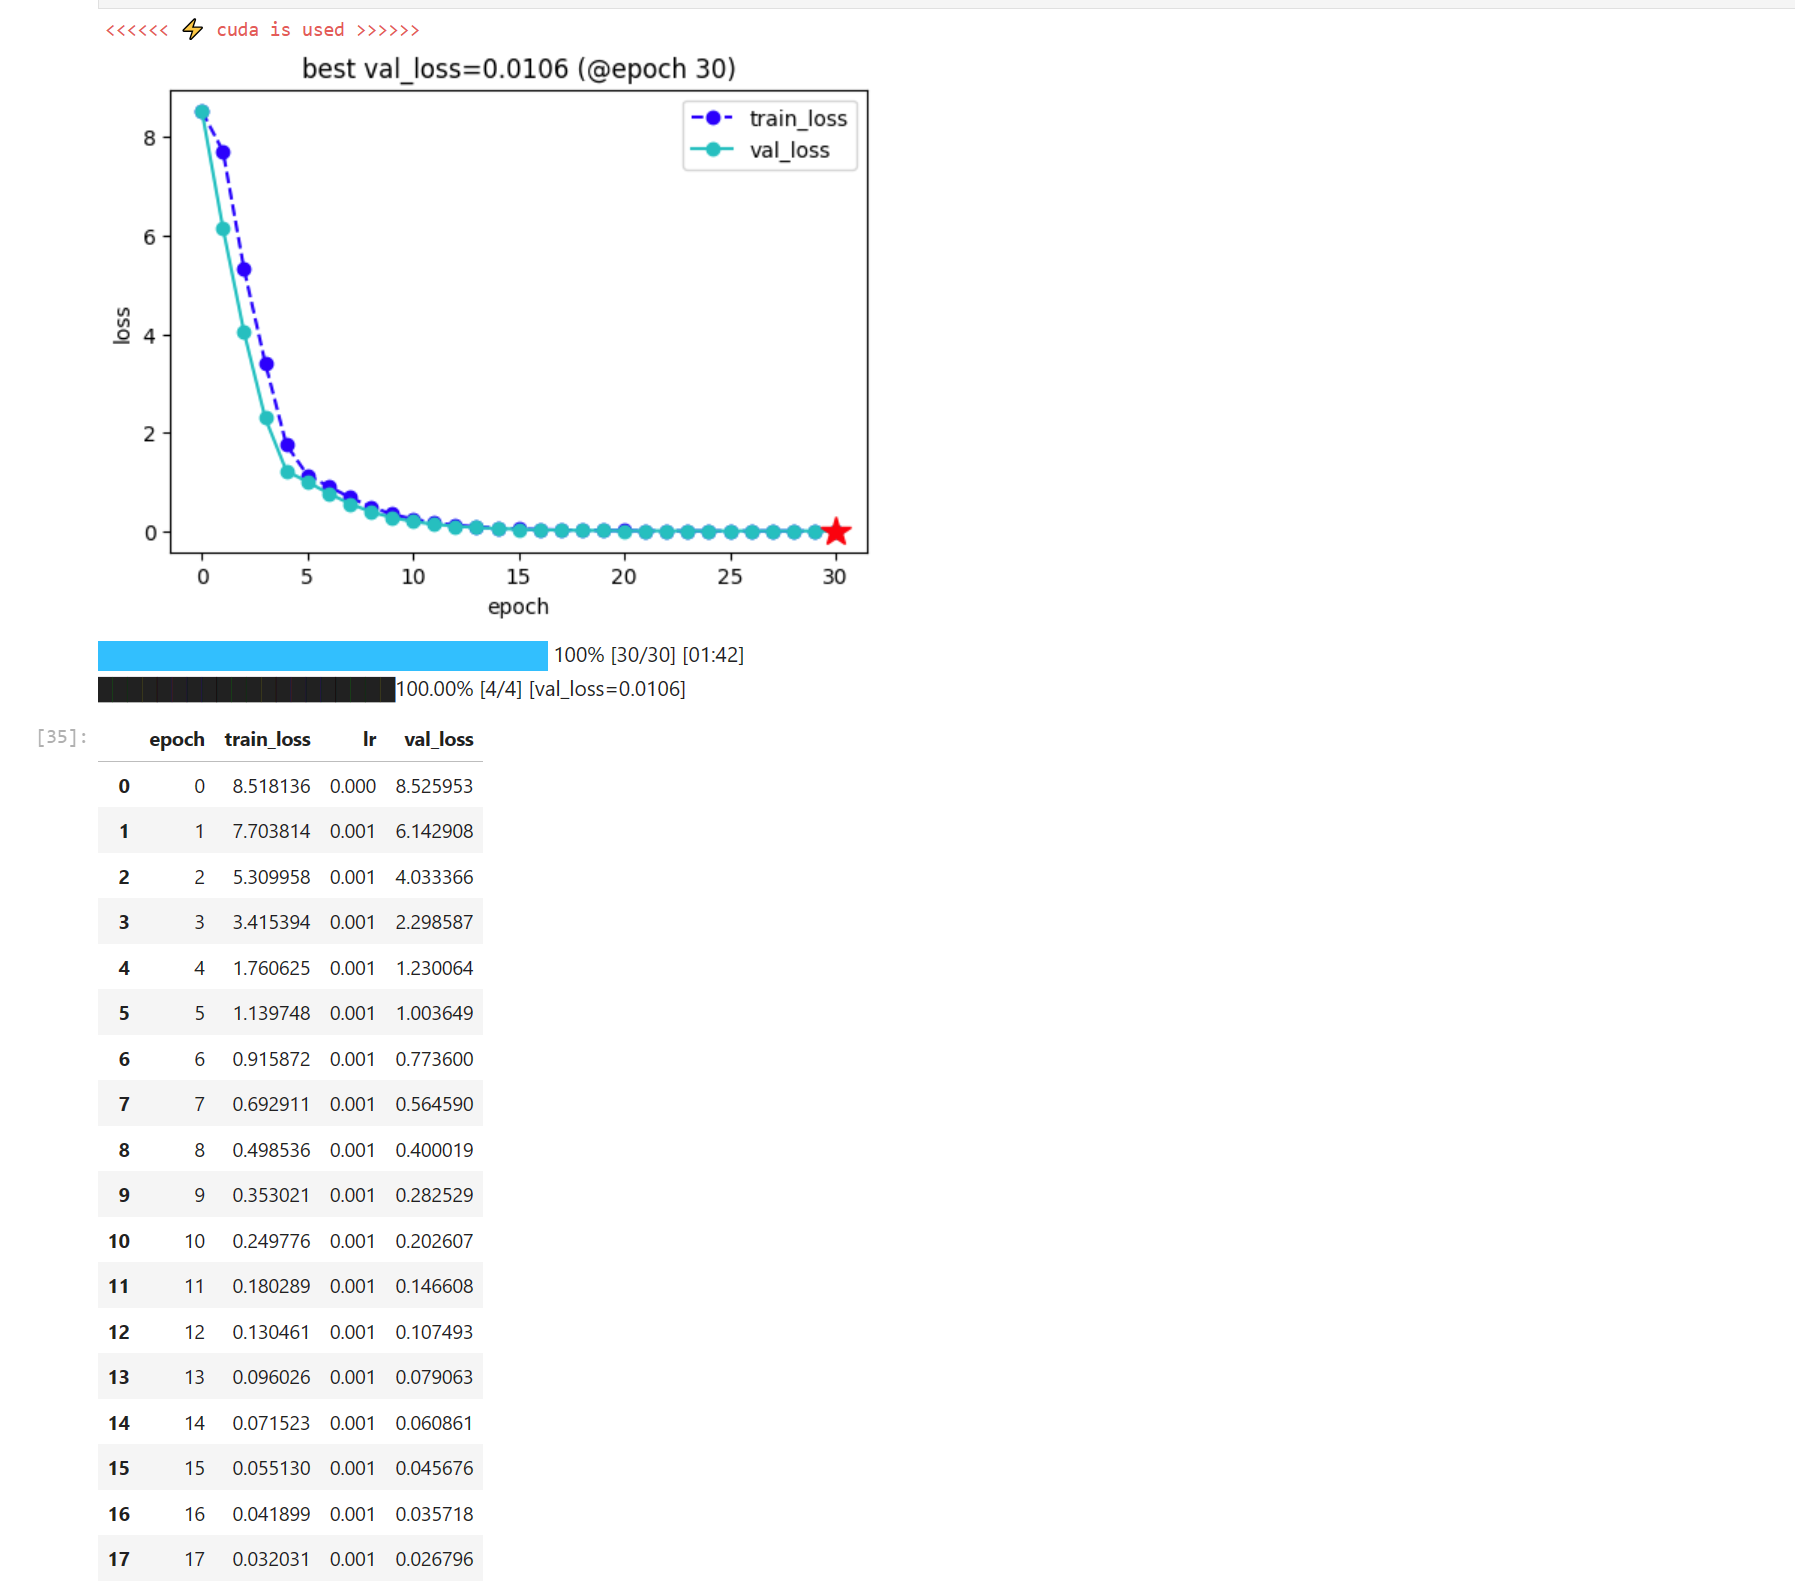 <<<<<< ⚡ cuda is used >>>>>>
best val_loss=0.0106 (@epoch 30)
train_loss
val_loss
loss
8
6
4
2
0
0 5 10 15 20 25 30
epoch
100% [30/30] [01:42]
100.00% [4/4] [val_loss=0.0106]
[35]:
epoch train_loss lr val_loss
0 0 8.518136 0.000 8.525953
1 1 7.703814 0.001 6.142908
2 2 5.309958 0.001 4.033366
3 3 3.415394 0.001 2.298587
4 4 1.760625 0.001 1.230064
5 5 1.139748 0.001 1.003649
6 6 0.915872 0.001 0.773600
7 7 0.692911 0.001 0.564590
8 8 0.498536 0.001 0.400019
9 9 0.353021 0.001 0.282529
10 10 0.249776 0.001 0.202607
11 11 0.180289 0.001 0.146608
12 12 0.130461 0.001 0.107493
13 13 0.096026 0.001 0.079063
14 14 0.071523 0.001 0.060861
15 15 0.055130 0.001 0.045676
16 16 0.041899 0.001 0.035718
17 17 0.032031 0.001 0.026796